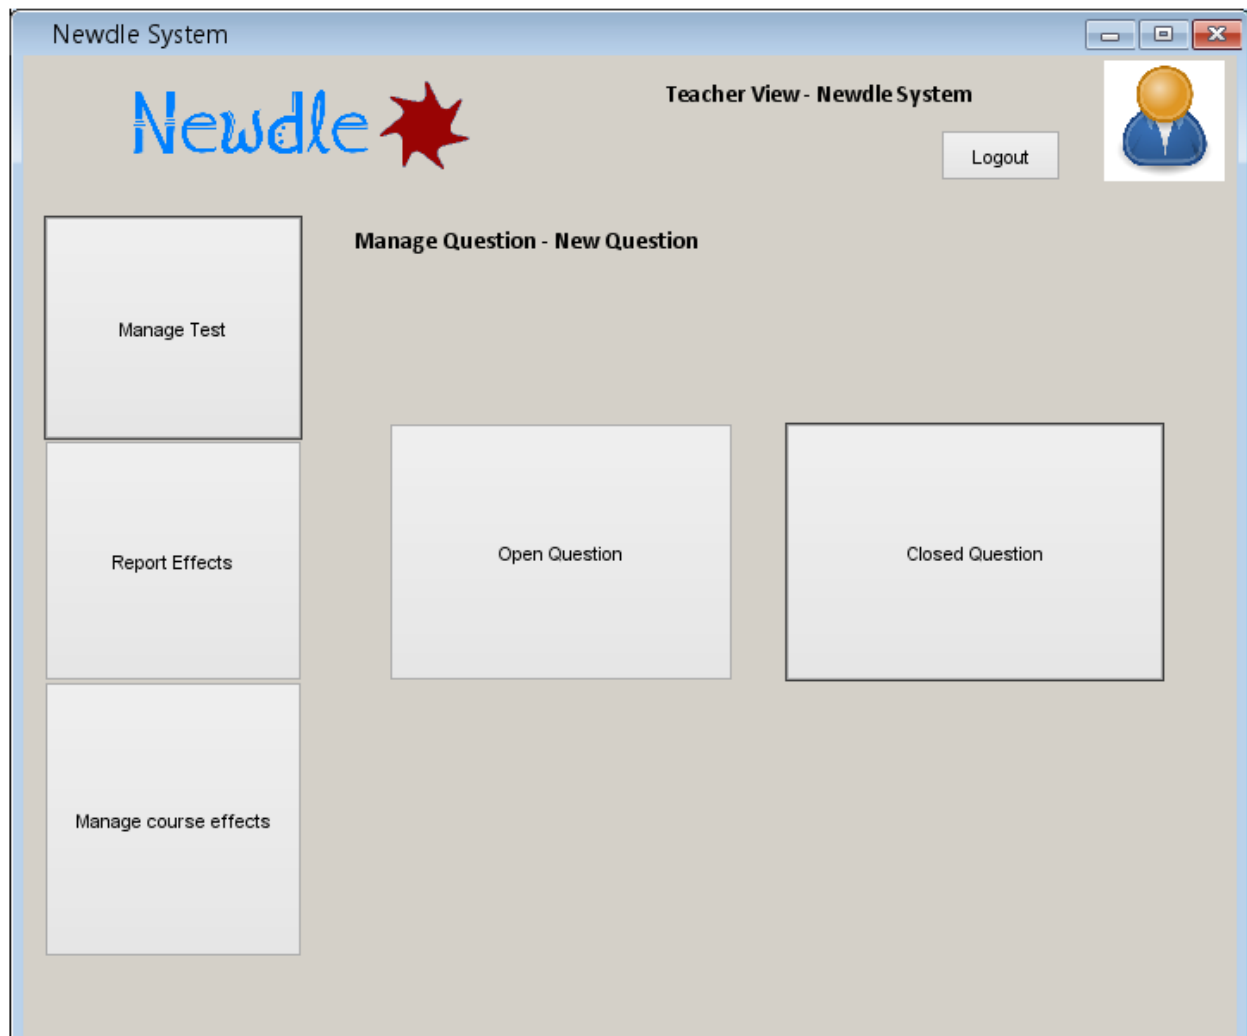 Newdle System
Newdle
Teacher View - Newdle System
Logout
Manage Question - New Question
Manage Test
Open Question
Closed Question
Report Effects
Manage course effects